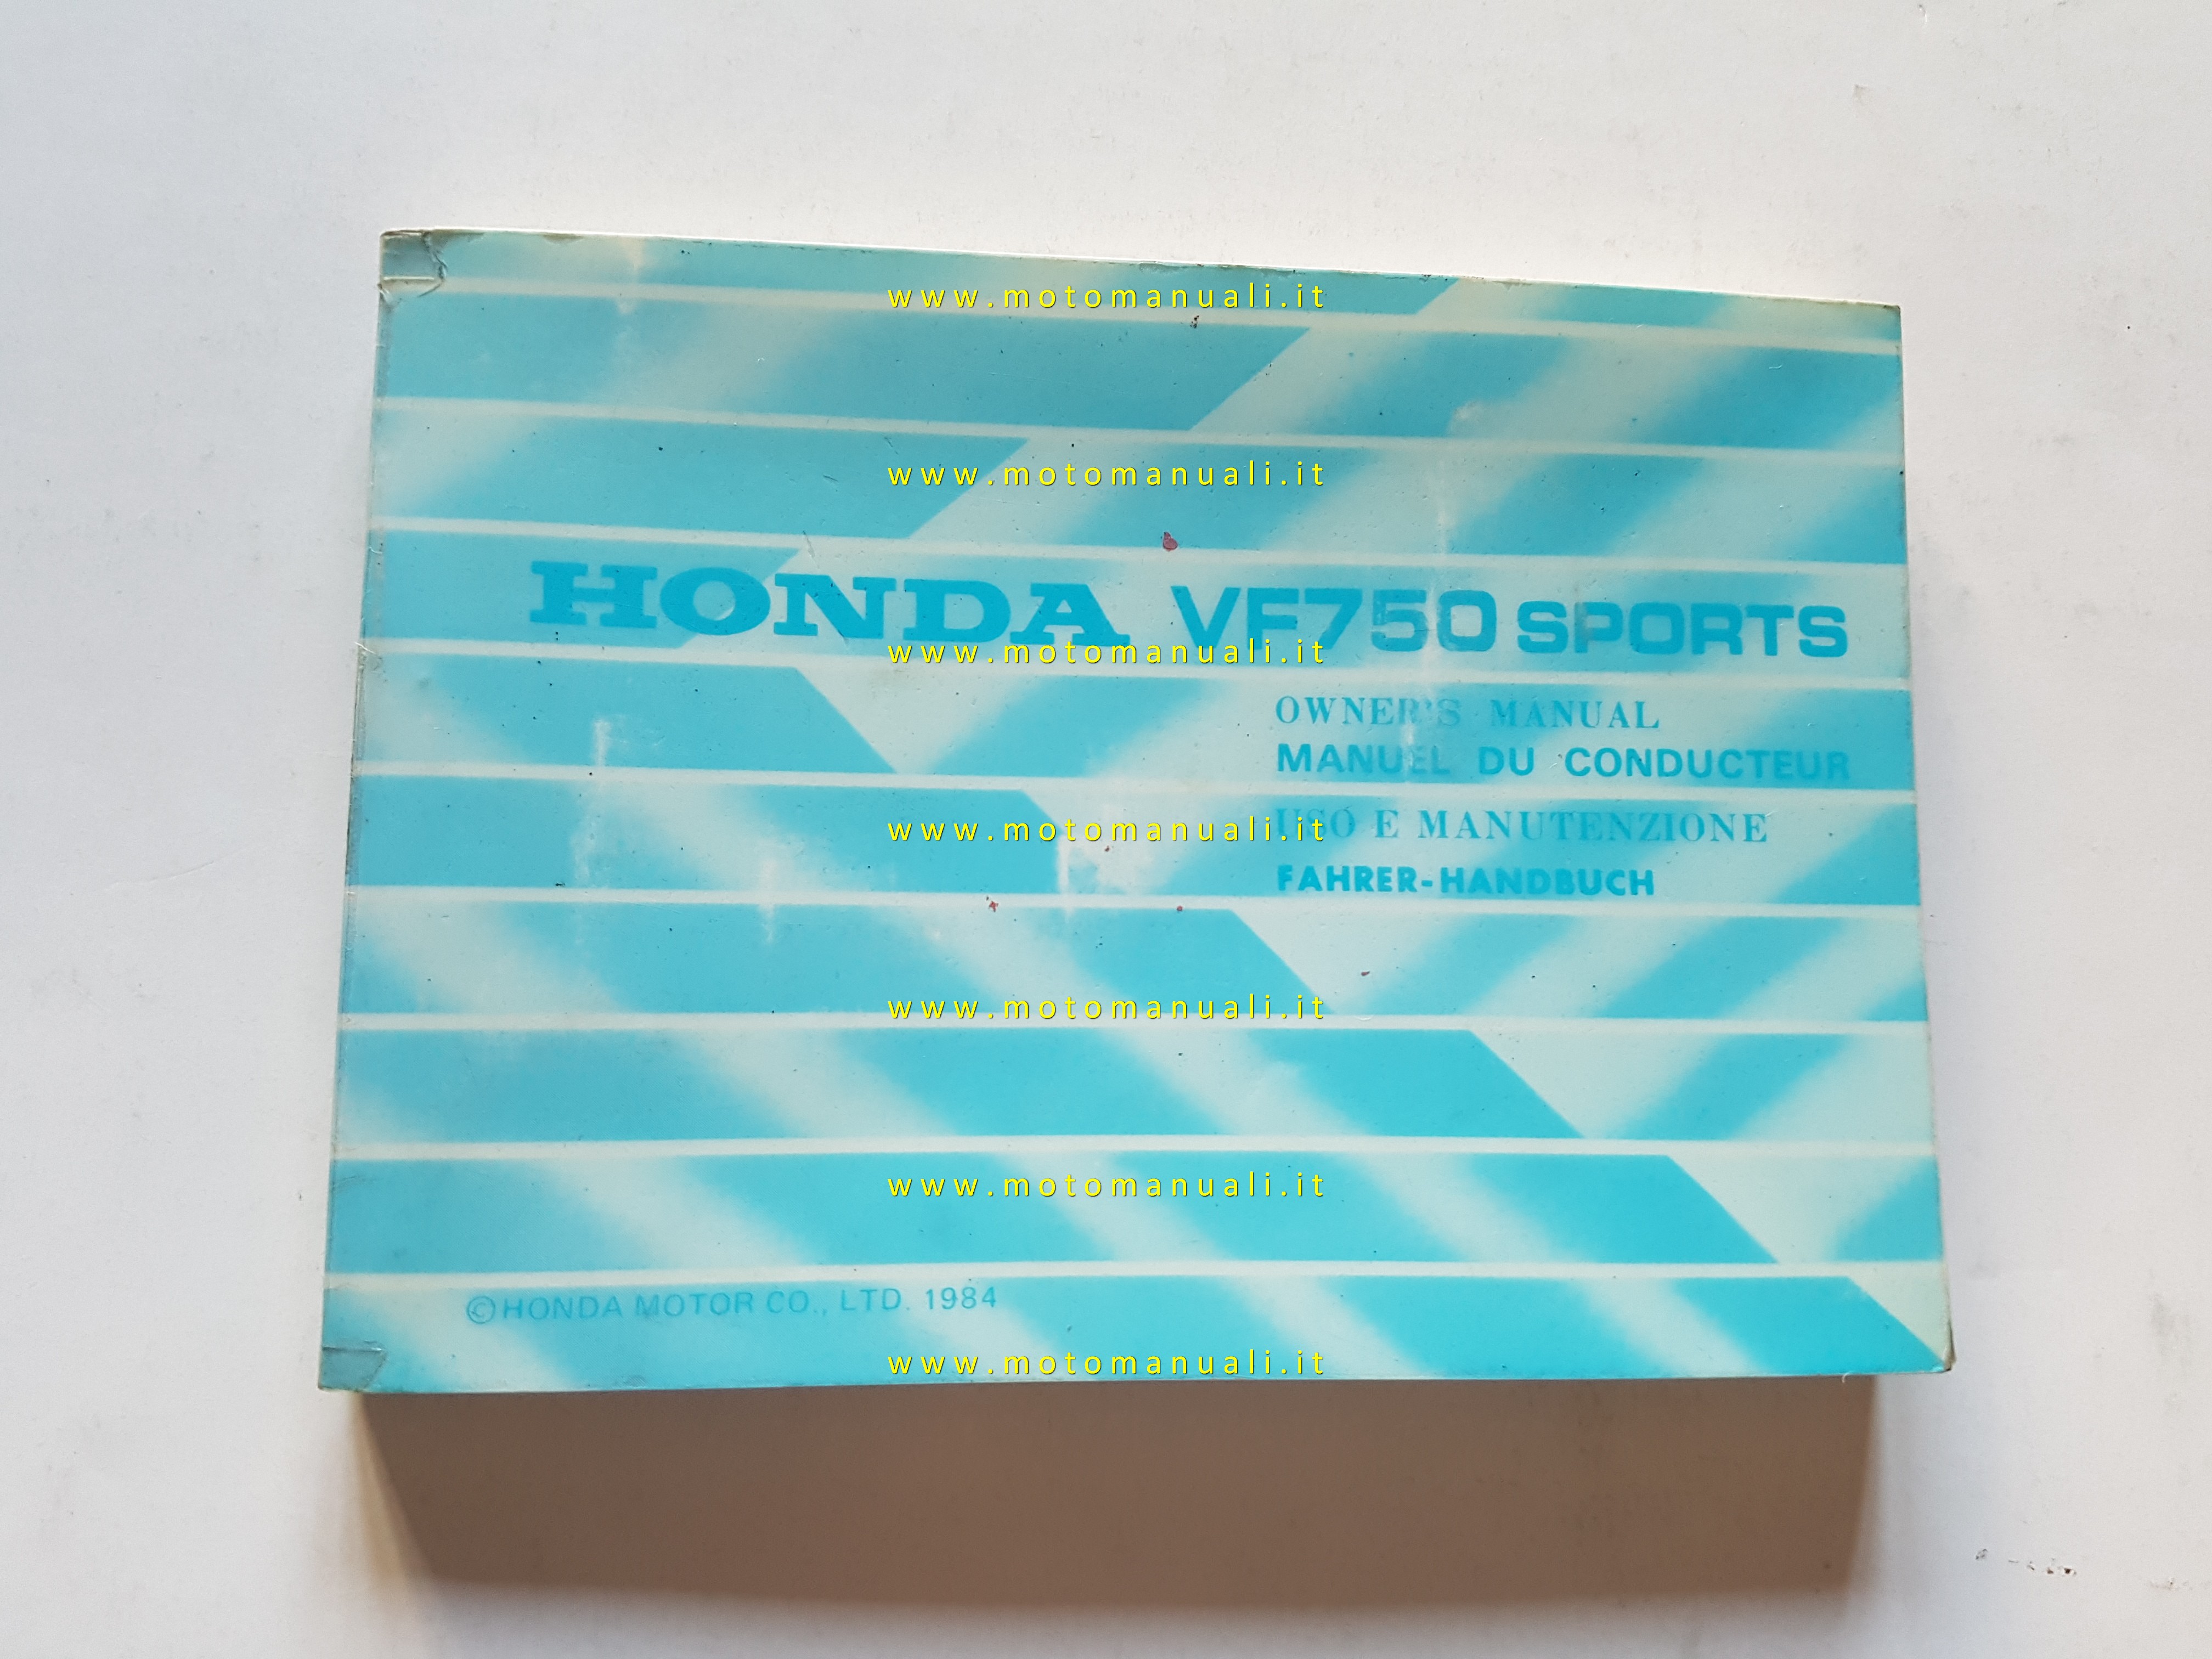 www.motomanuali.it
www.motomanuali.it
HONDA VF750 SPORTS
www.motomanuali.it
OWNER'S MANUAL
MANUEL DU CONDUCTEUR
www.motomanuali.it
USO E MANUTENZIONE
FAHRER-HANDBUCH
www.motomanuali.it
www.motomanuali.it
©HONDA MOTOR CO., LTD. 1984
www.motomanuali.it